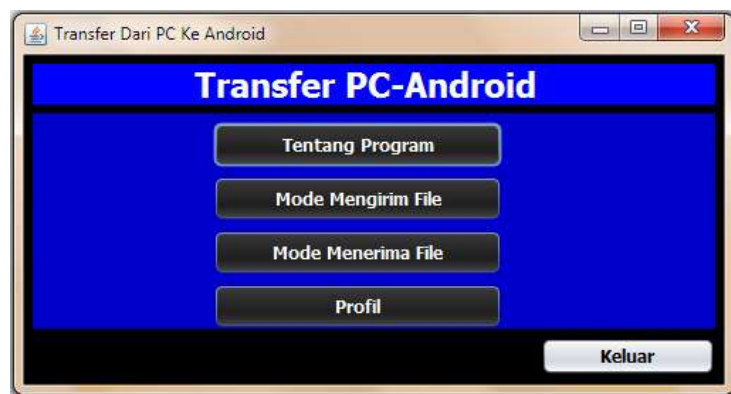 Transfer Dari PC Ke Android
Transfer PC-Android
Tentang Program
Mode Mengirim File
Mode Menerima File
Profil
Keluar